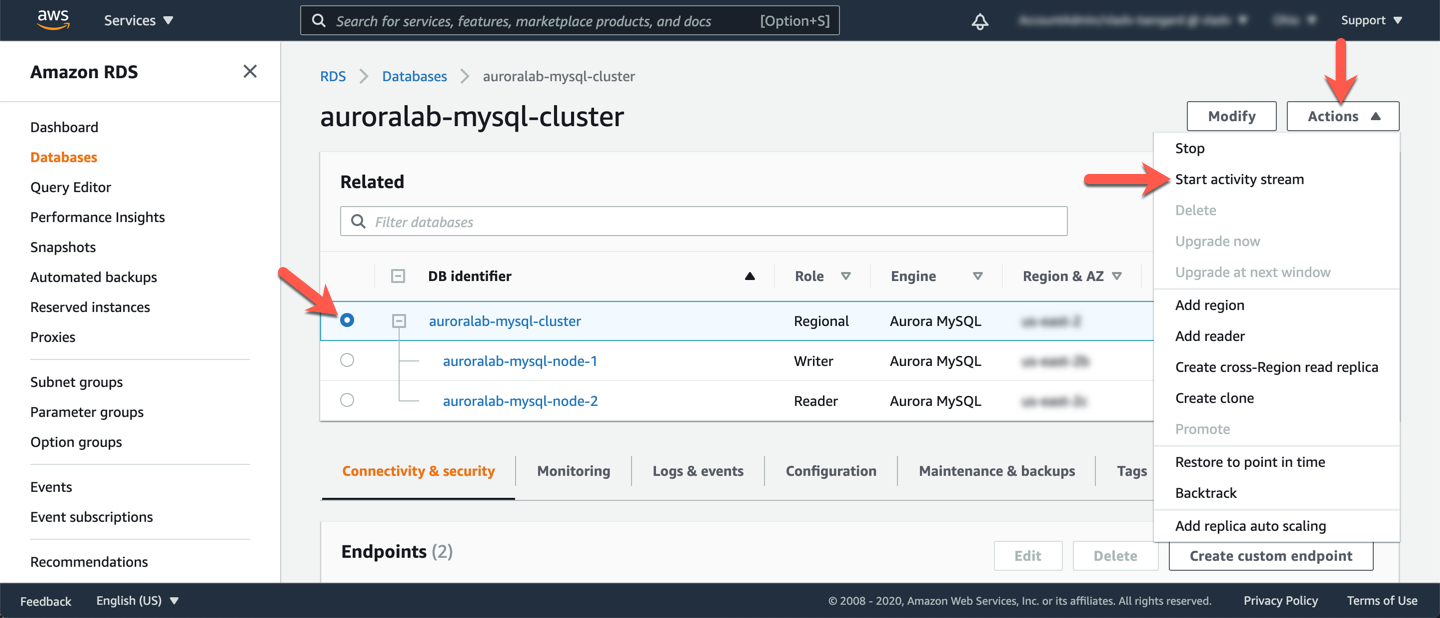 aws Services Search for services, features, marketplace products, and docs [Option+S] Support
Amazon RDS
Dashboard
Databases
Query Editor
Performance Insights
Snapshots
Automated backups
Reserved instances
Proxies
Subnet groups
Parameter groups
Option groups
Events
Event subscriptions
Recommendations
RDS Databases auroralab-mysql-cluster
auroralab-mysql-cluster
Modify Actions
Stop
Start activity stream
Delete
Upgrade now
Upgrade at next window
Add region
Add reader
Create cross-Region read replica
Create clone
Promote
Restore to point in time
Backtrack
Add replica auto scaling
Related
Filter databases
DB identifier Role Engine Region & AZ
auroralab-mysql-cluster Regional Aurora MySQL
auroralab-mysql-node-1 Writer Aurora MySQL
auroralab-mysql-node-2 Reader Aurora MySQL
Connectivity & security Monitoring Logs & events Configuration Maintenance & backups Tags
Endpoints (2) Edit Delete Create custom endpoint
Feedback English (US) © 2008 - 2020, Amazon Web Services, Inc. or its affiliates. All rights reserved. Privacy Policy Terms of Use